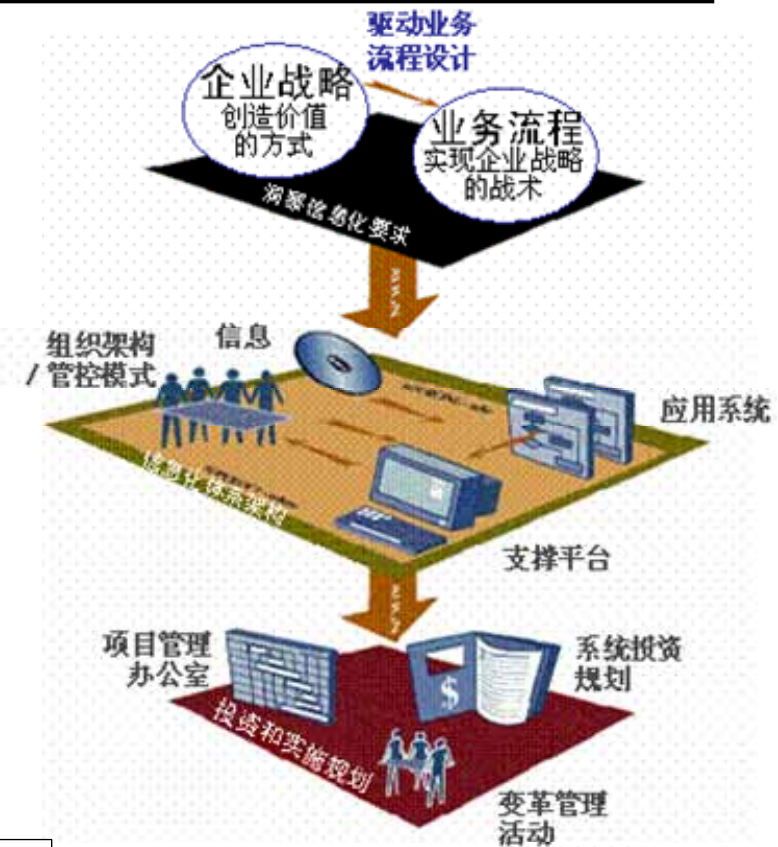 驱动业务
流程设计
企业战略
创造价值
的方式
业务流程
实现企业战略
的战术
洞察信息化要求
组织架构
/ 管控模式
信息
应用系统
信息化体系架构
支撑平台
项目管理
办公室
系统投资
规划
投资和实施规划
变革管理
活动